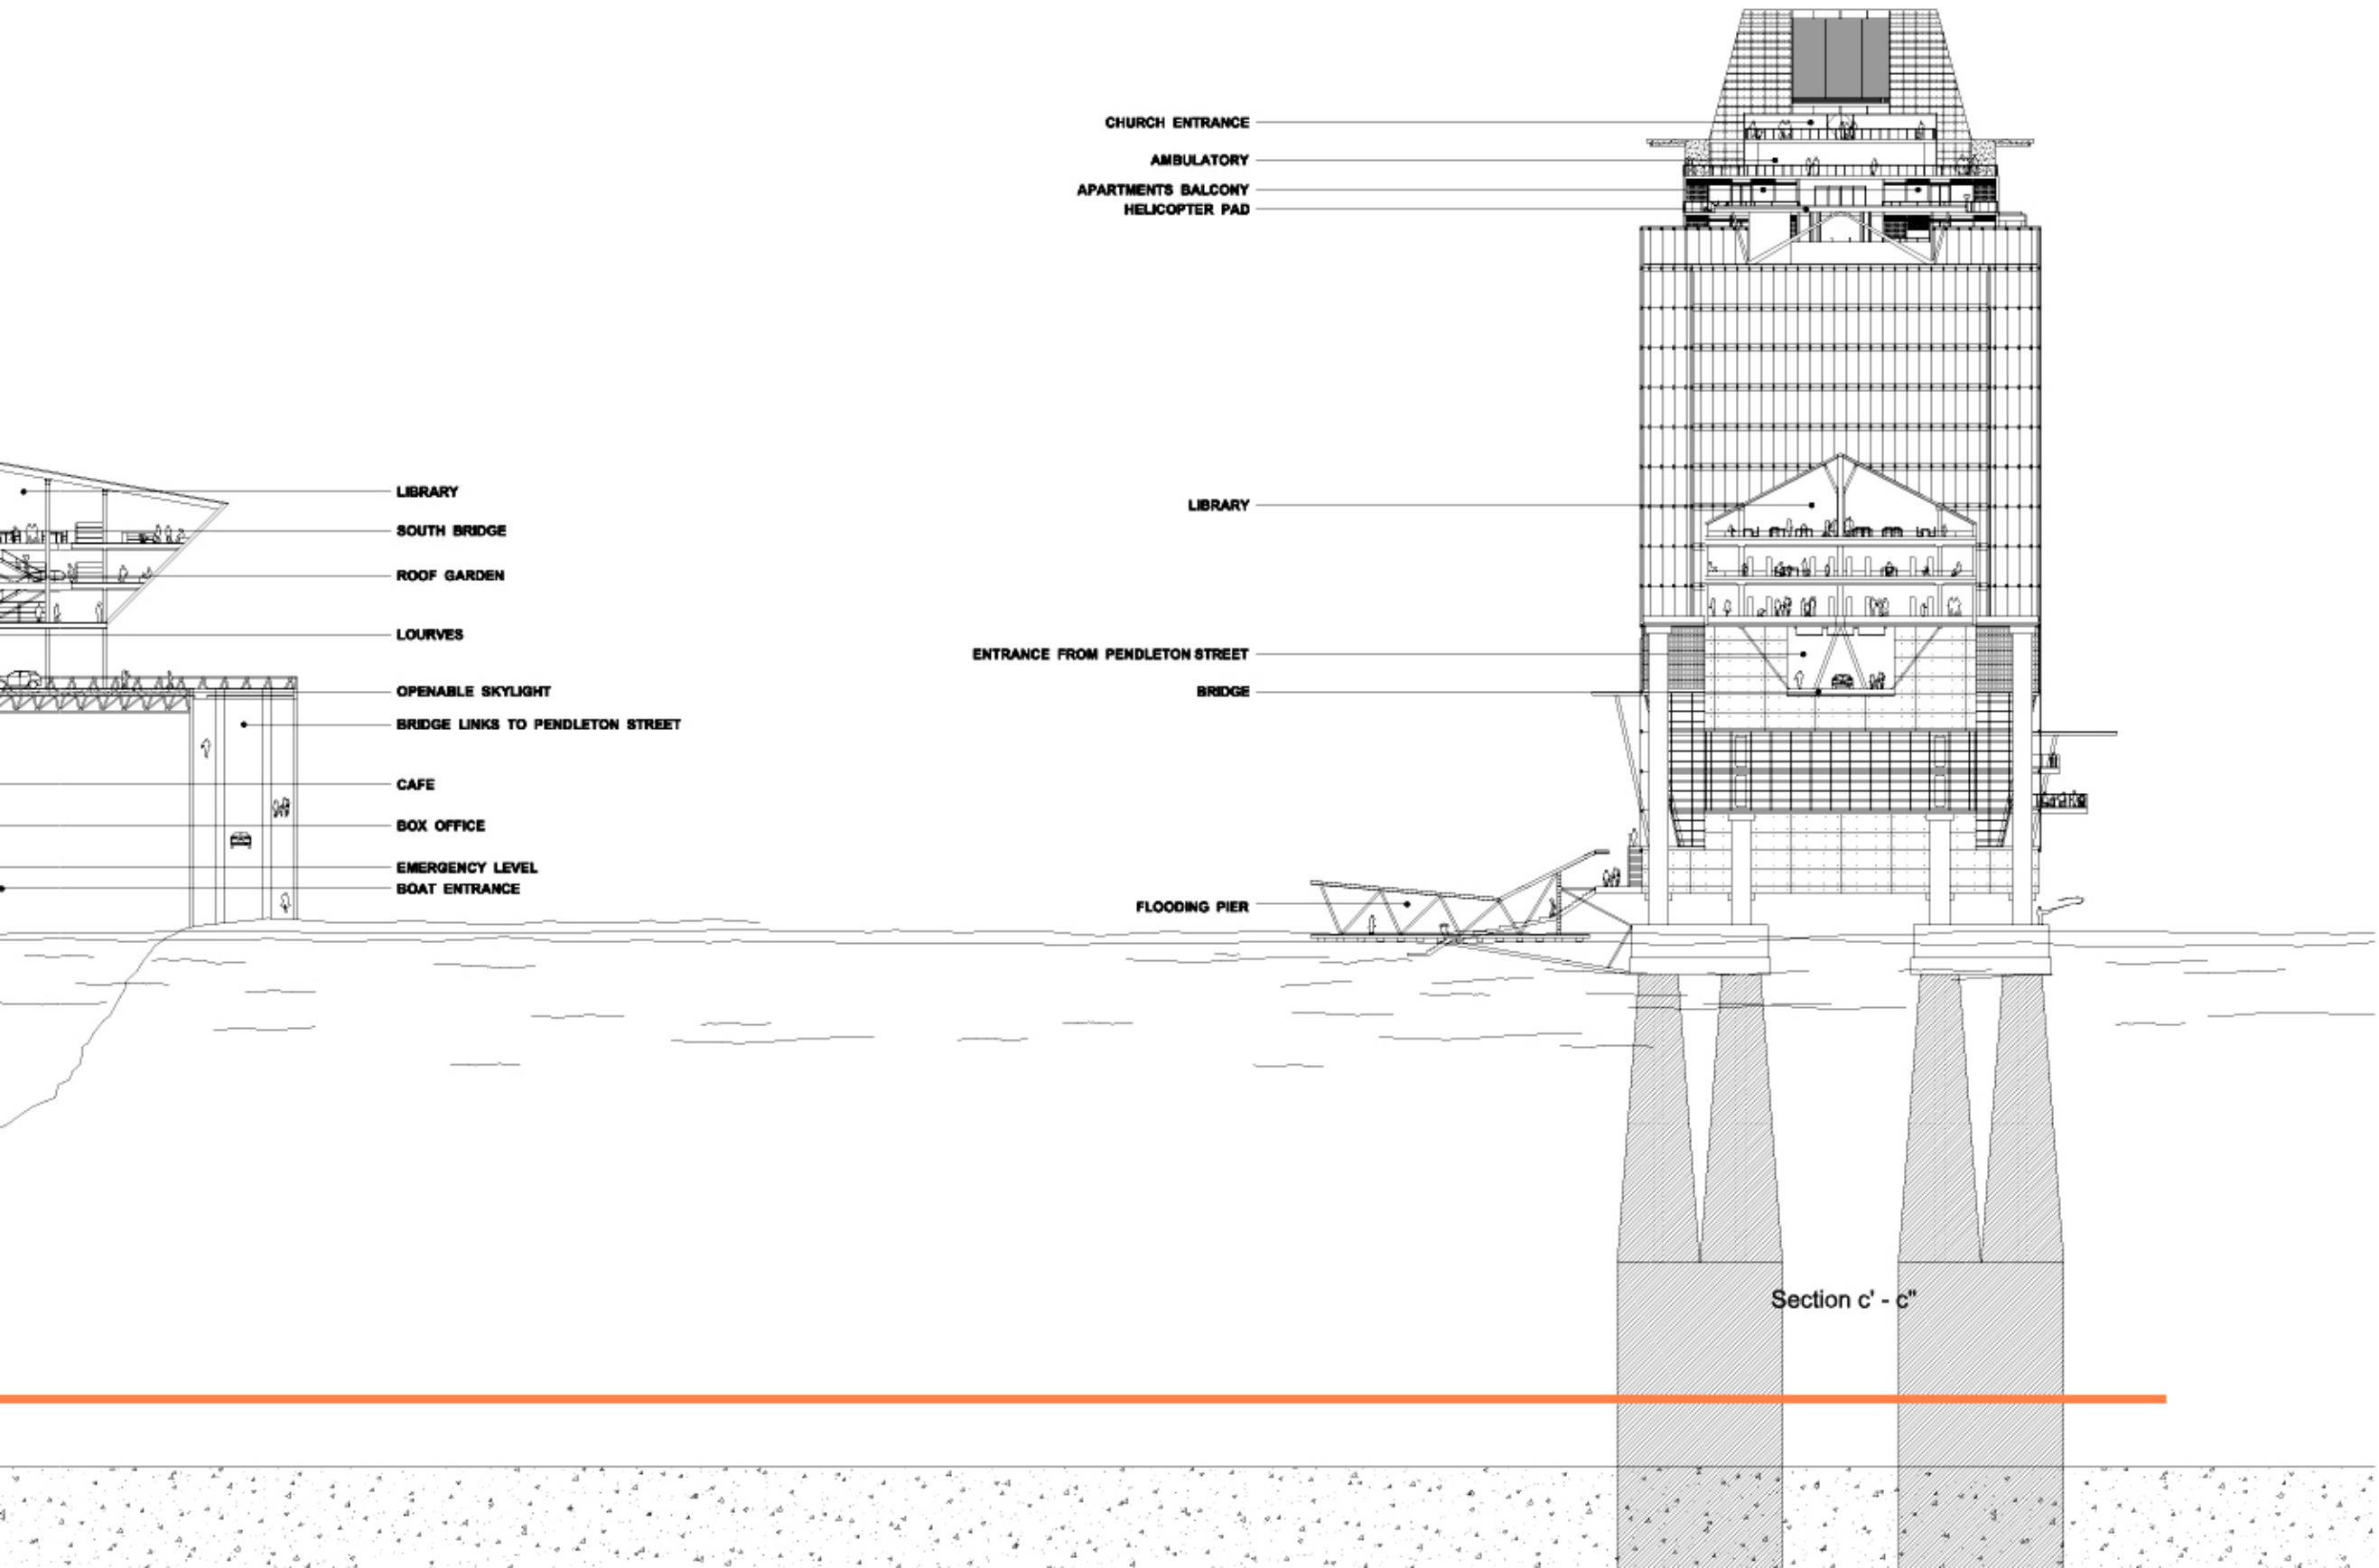 CHURCH ENTRANCE
AMBULATORY
APARTMENTS BALCONY
HELICOPTER PAD
LIBRARY
SOUTH BRIDGE
ROOF GARDEN
LOURVES
OPENABLE SKYLIGHT
BRIDGE LINKS TO PENDLETON STREET
CAFE
BOX OFFICE
EMERGENCY LEVEL
BOAT ENTRANCE
LIBRARY
ENTRANCE FROM PENDLETON STREET
BRIDGE
FLOODING PIER
Section c' - c"